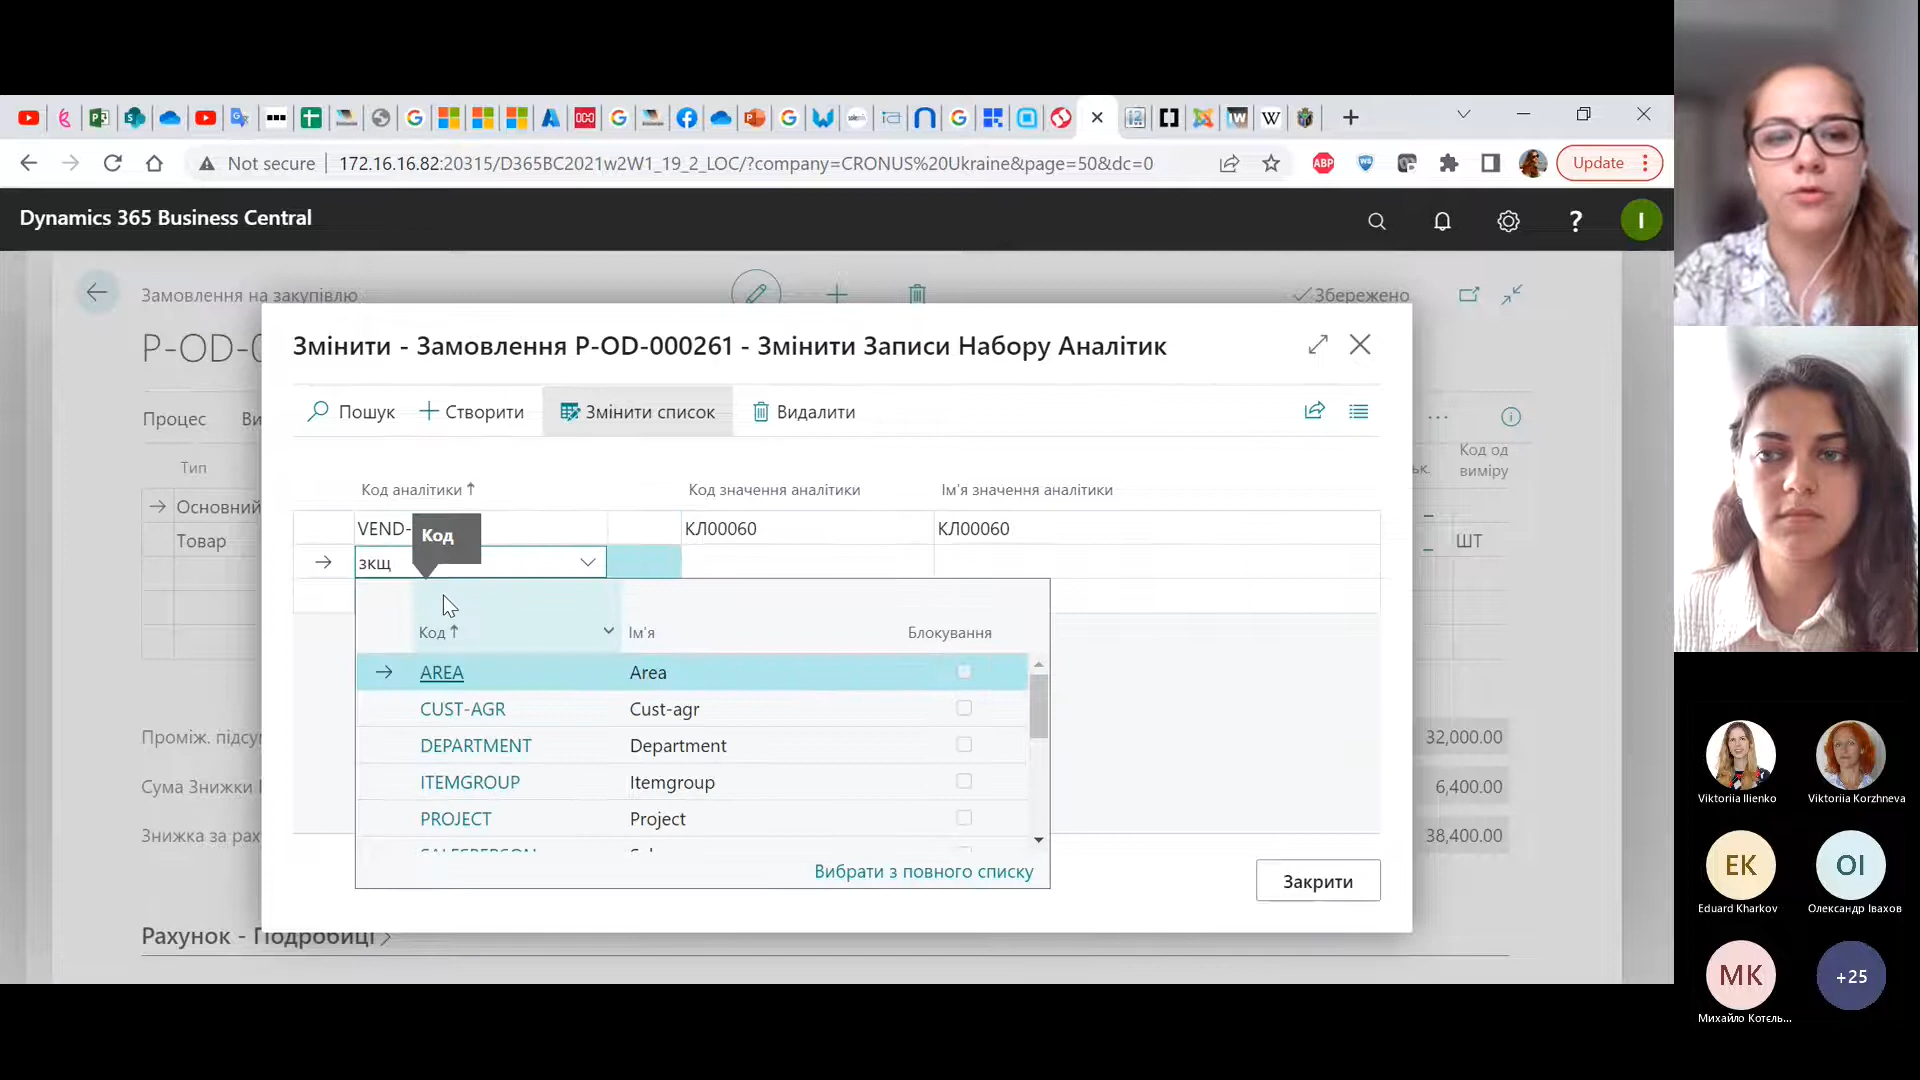 Not secure
172.16.16.82:20315/D365BC2021w2W1_19_2_LOC/?company=CRONUS%20Ukraine&page=50&dc=0
ABP
Update
Dynamics 365 Business Central
?
I
Замовлення на закупівлю
Збережено
P-OD-0
Змінити - Замовлення P-OD-000261 - Змінити Записи Набору Аналітик
Процес
Ви
Пошук
Створити
Змінити список
Видалити
Тип
ьк.
Код од
виміру
Код аналітики
Код значення аналітики
Ім'я значення аналітики
Основний
VEND-
КЛ00060
КЛ00060
Код
Товар
ШТ
зкщ
Код
Ім'я
Блокування
AREA
Area
CUST-AGR
Cust-agr
DEPARTMENT
Department
ITEMGROUP
Itemgroup
PROJECT
Project
Вибрати з повного списку
Закрити
Проміж. підсу
32,000.00
Сума Знижки
6,400.00
Знижка за рах
38,400.00
Рахунок - Подробиці
Viktoriia Ilienko
Viktoriia Korzhneva
EK
OI
Eduard Kharkov
Олександр Івахов
MK
+25
Михайло Котєль...